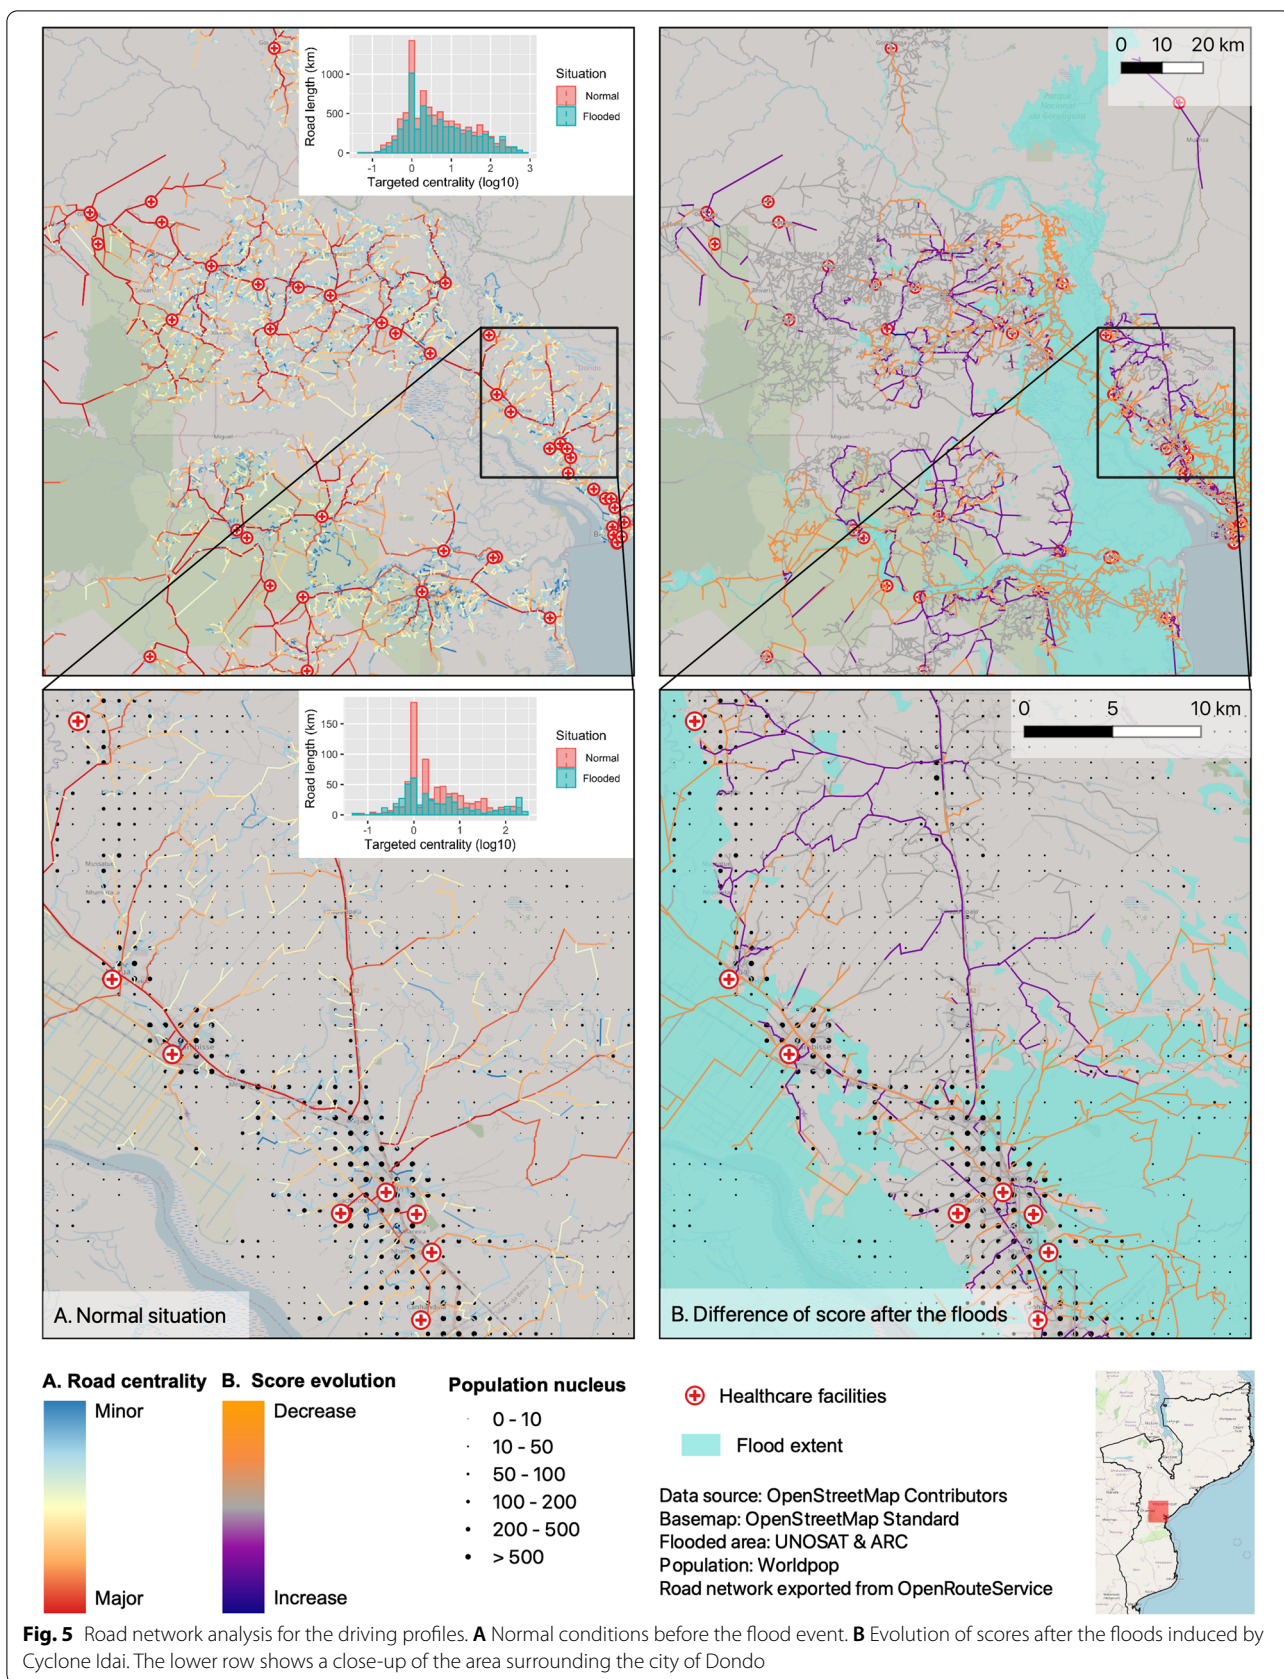 Situation
Normal
Flooded
Road length (km)
1000
500
0
-1
0
1
2
3
Targeted centrality (log10)
0 10 20 km
Situation
Normal
Flooded
Road length (km)
150
100
50
0
-1
0
1
2
Targeted centrality (log10)
0 5 10 km
A. Normal situation
B. Difference of score after the floods
A. Road centrality
Minor
Major
B. Score evolution
Decrease
Increase
Population nucleus
0 - 10
10 - 50
50 - 100
100 - 200
200 - 500
> 500
Healthcare facilities
Flood extent
Data source: OpenStreetMap Contributors
Basemap: OpenStreetMap Standard
Flooded area: UNOSAT & ARC
Population: Worldpop
Road network exported from OpenRouteService
Fig. 5 Road network analysis for the driving profiles. A Normal conditions before the flood event. B Evolution of scores after the floods induced by
Cyclone Idai. The lower row shows a close-up of the area surrounding the city of Dondo